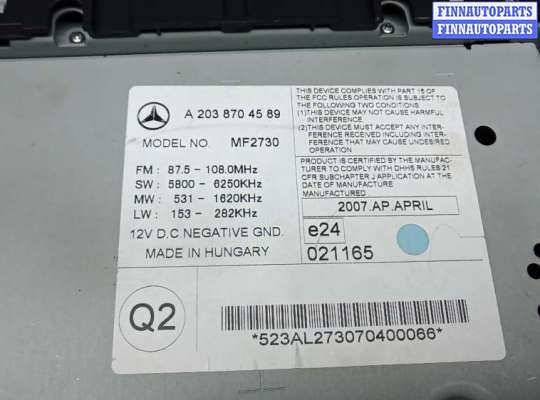 FINNAUTOPARTS
FINNAUTOPARTS
A 203 870 45 89
MODEL NO. MF2730
FM : 87.5 - 108.0MHz
SW : 5800 - 6250KHz
MW : 531 - 1620KHz
LW : 153 - 282KHz
12V D.C.NEGATIVE GND.
MADE IN HUNGARY
THIS DEVICE COMPLIES WITH PART 15 OF
THE FCC RULES.OPERATION IS SUBJECT TO
THE FOLLOWING TWO CONDITIONS
(1)THIS DEVICE MAY NOT CAUSE HARMFUL
INTERFERENCE
(2)THIS DEVICE MUST ACCEPT ANY INTER-
FERENCE RECEIVED INCLUDING INTERFER-
ENCE THAT MAY CAUSE UNDESIRED
OPERATION
PRODUCT IS CERTIFIED BY THE MANUFAC-
TURER TO COMPLY WITH DHHS RULES/21
CFR SUBCHAPTER J APPLICATION AT THE
DATE OF MANUFACTURE
MANUFACTURED
2007.AP.APRIL
e24
021165
Q2
*523AL273070400066*